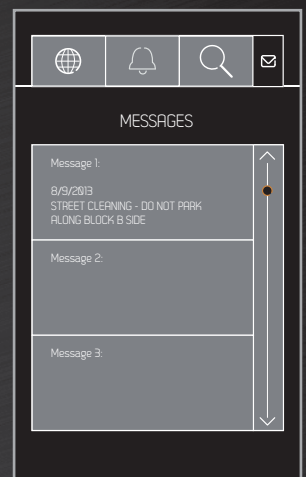 MESSAGES
Message 1:
8/9/2013
STREET CLEANING - DO NOT PARK
ALONG BLOCK B SIDE
Message 2:
Message 3: